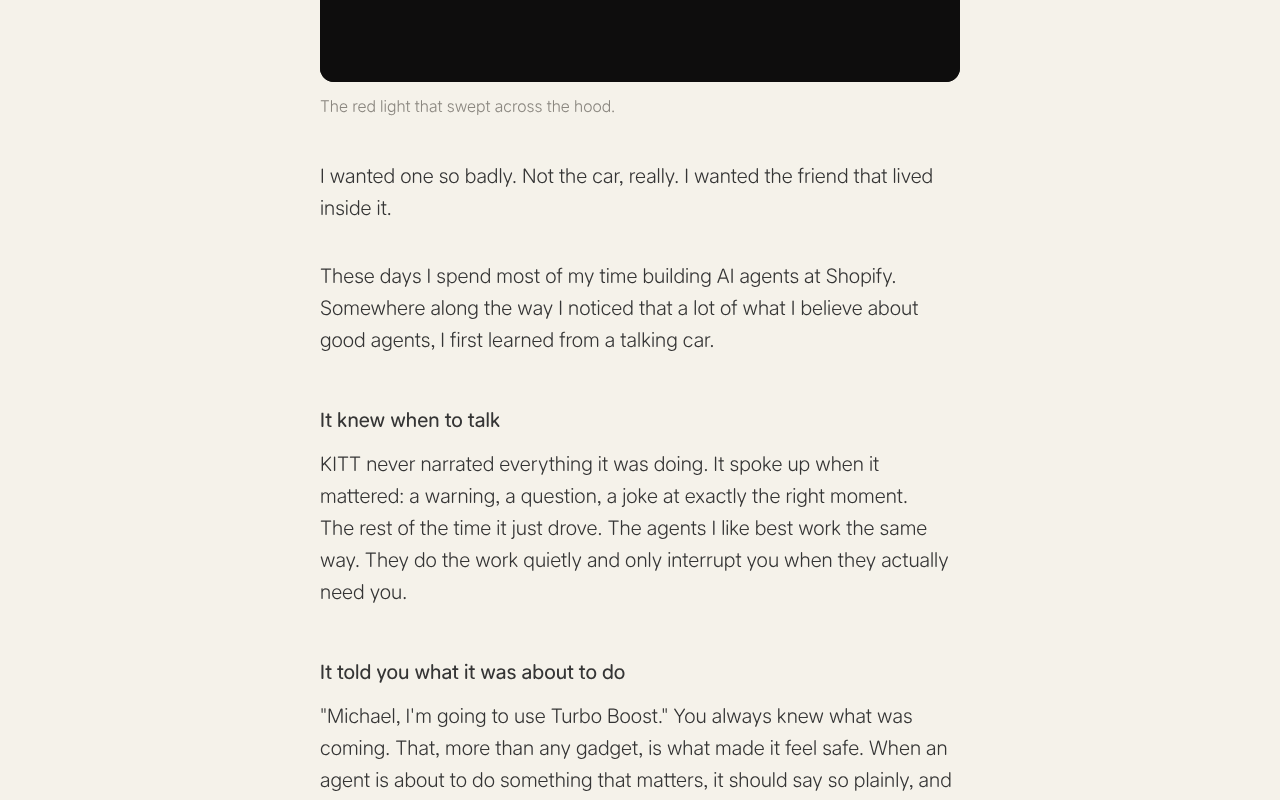 The red light that swept across the hood.
I wanted one so badly. Not the car, really. I wanted the friend that lived
inside it.
These days I spend most of my time building AI agents at Shopify.
Somewhere along the way I noticed that a lot of what I believe about
good agents, I first learned from a talking car.
It knew when to talk
KITT never narrated everything it was doing. It spoke up when it
mattered: a warning, a question, a joke at exactly the right moment.
The rest of the time it just drove. The agents I like best work the same
way. They do the work quietly and only interrupt you when they actually
need you.
It told you what it was about to do
"Michael, I'm going to use Turbo Boost." You always knew what was
coming. That, more than any gadget, is what made it feel safe. When an
agent is about to do something that matters, it should say so plainly, and